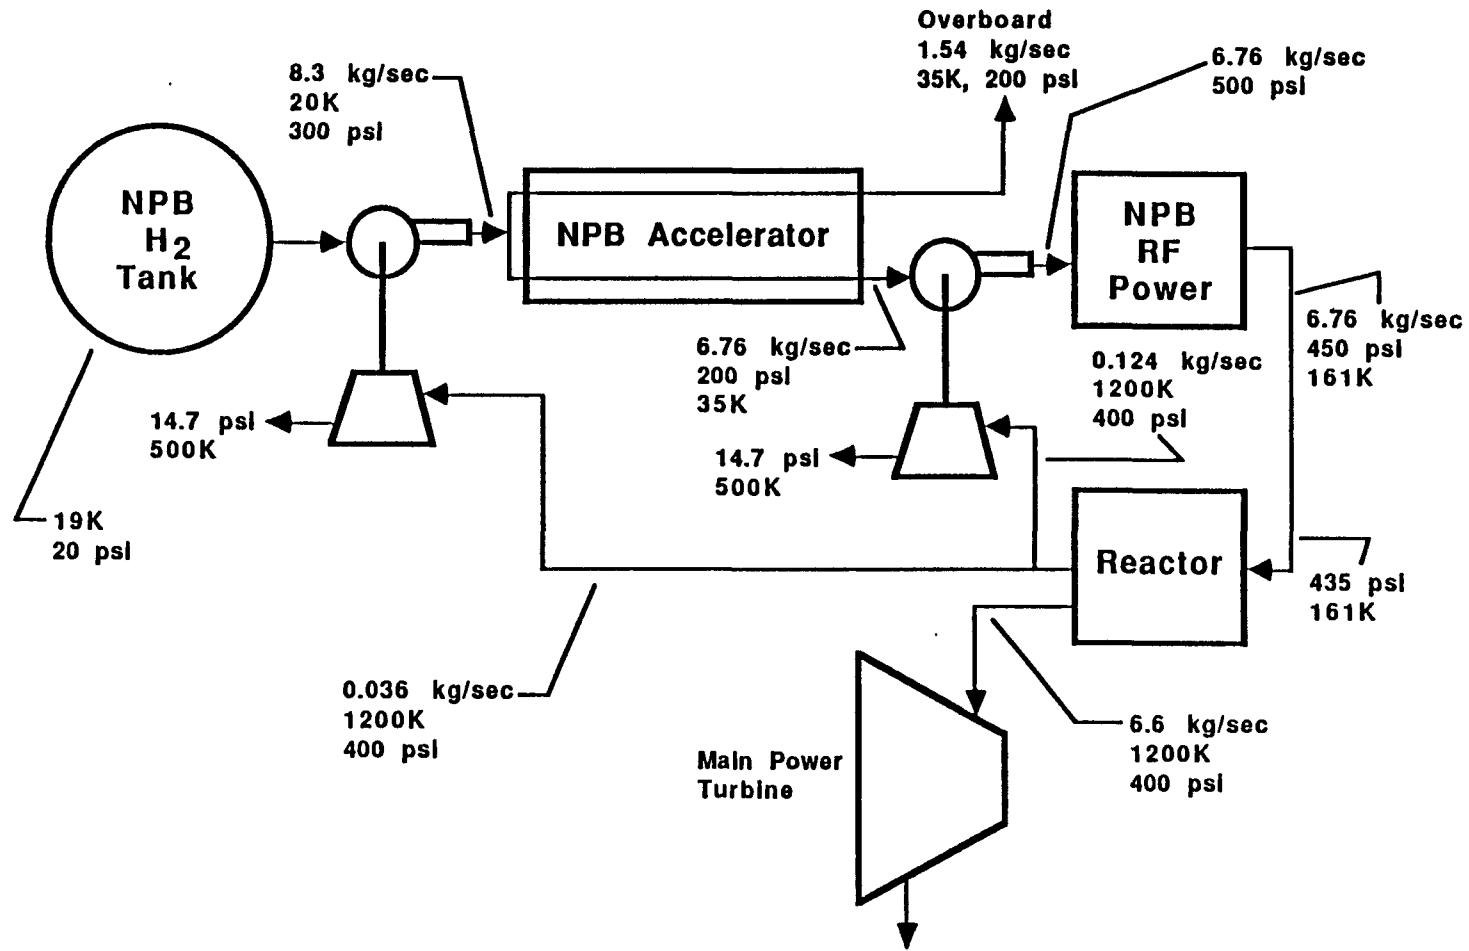 Overboard
1.54 kg/sec
35K, 200 psi
8.3 kg/sec
20K
300 psi
6.76 kg/sec
500 psi
NPB
H2
Tank
NPB Accelerator
NPB
RF
Power
6.76 kg/sec
200 psi
35K
0.124 kg/sec
1200K
400 psi
6.76 kg/sec
450 psi
161K
14.7 psi
500K
14.7 psi
500K
19K
20 psi
Reactor
435 psi
161K
0.036 kg/sec
1200K
400 psi
Main Power
Turbine
6.6 kg/sec
1200K
400 psi